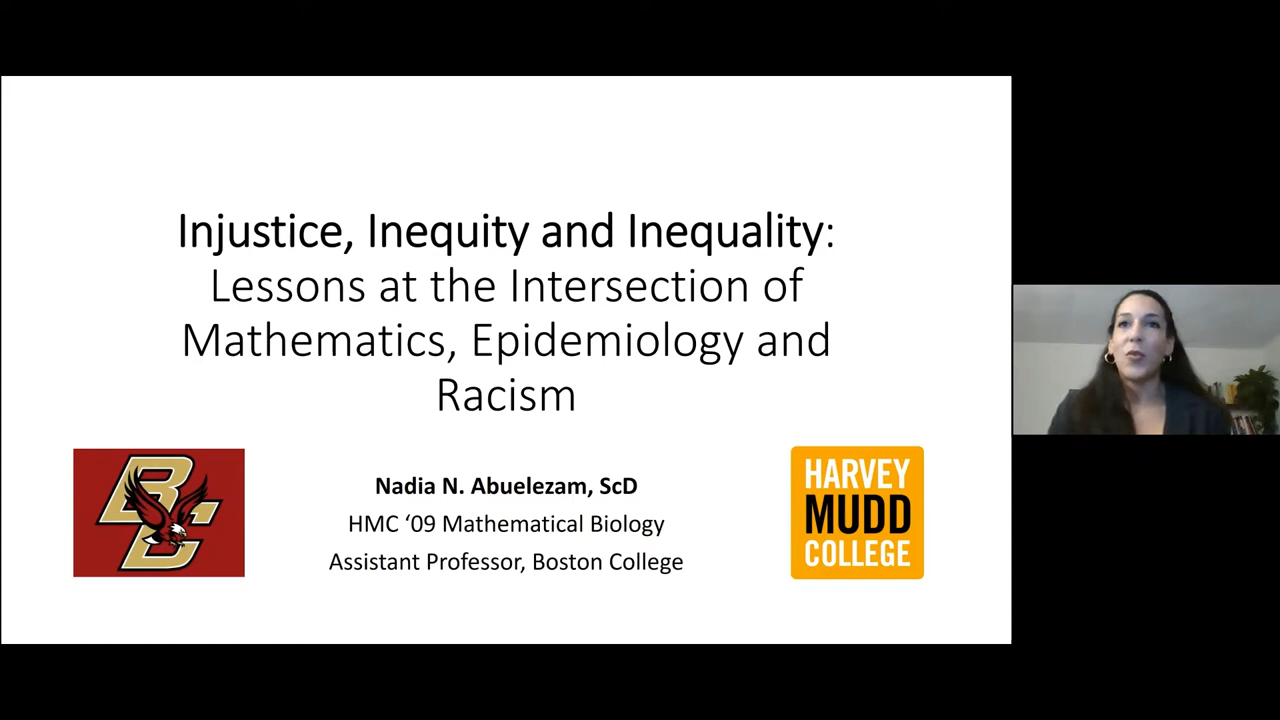 Injustice, Inequity and Inequality:
Lessons at the Intersection of
Mathematics, Epidemiology and
Racism
BC
Nadia N. Abuelezam, ScD
HMC ‘09 Mathematical Biology
Assistant Professor, Boston College
HARVEY
MUDD
COLLEGE